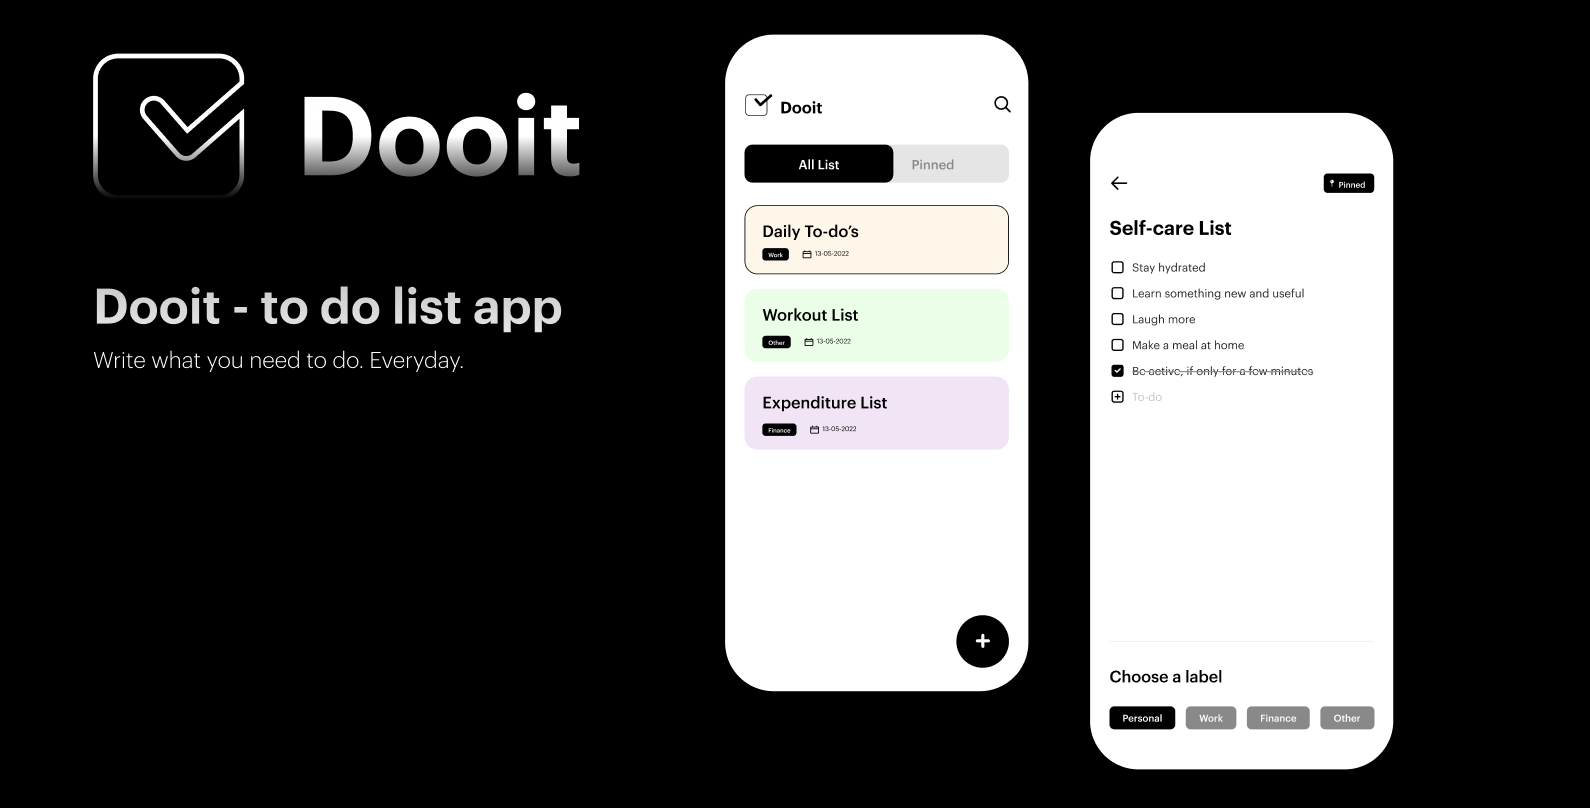 Dooit
Dooit - to do list app
Write what you need to do. Everyday.
Dooit
All List
Pinned
Daily To-do’s
Work
13-05-2022
Workout List
Other
13-05-2022
Expenditure List
Finance
13-05-2022
Pinned
Self-care List
Stay hydrated
Learn something new and useful
Laugh more
Make a meal at home
Be active, if only for a few minutes
To-do
Choose a label
Personal
Work
Finance
Other